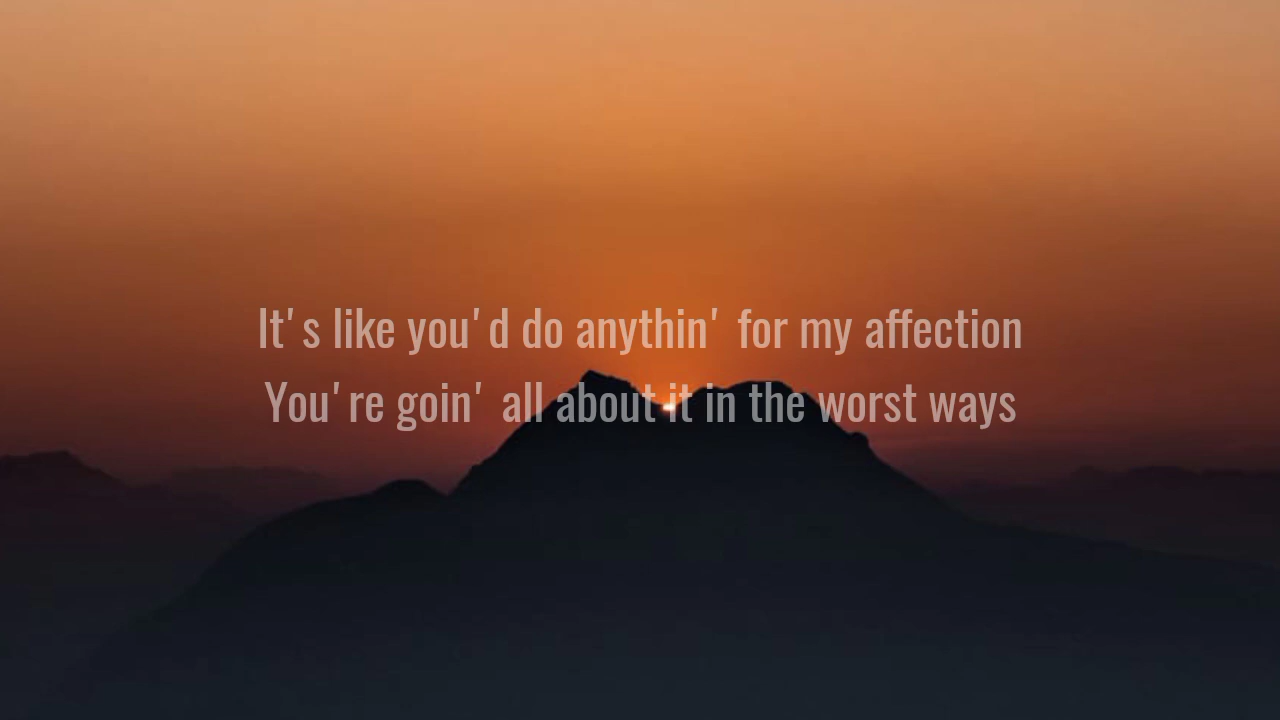 It's like you'd do anythin' for my affection
You're goin' all about it in the worst ways